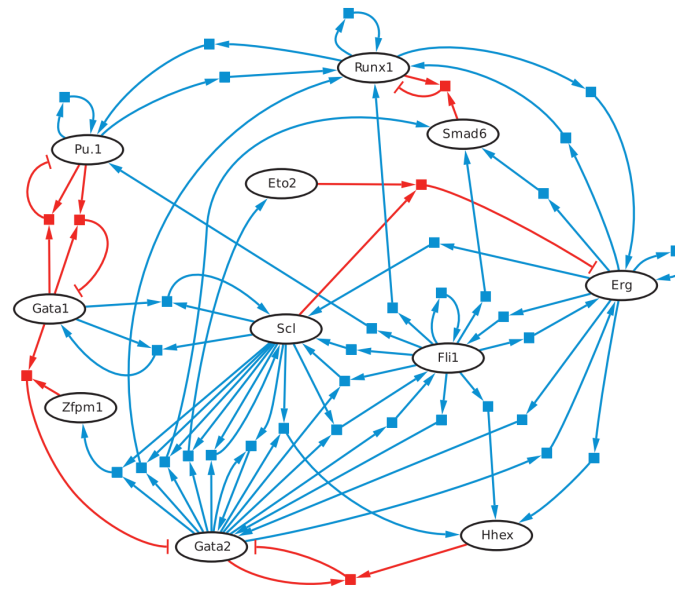 Runx1
Smad6
Pu.1
Eto2
Erg
Gata1
Scl
Fli1
Zfpm1
Hhex
Gata2